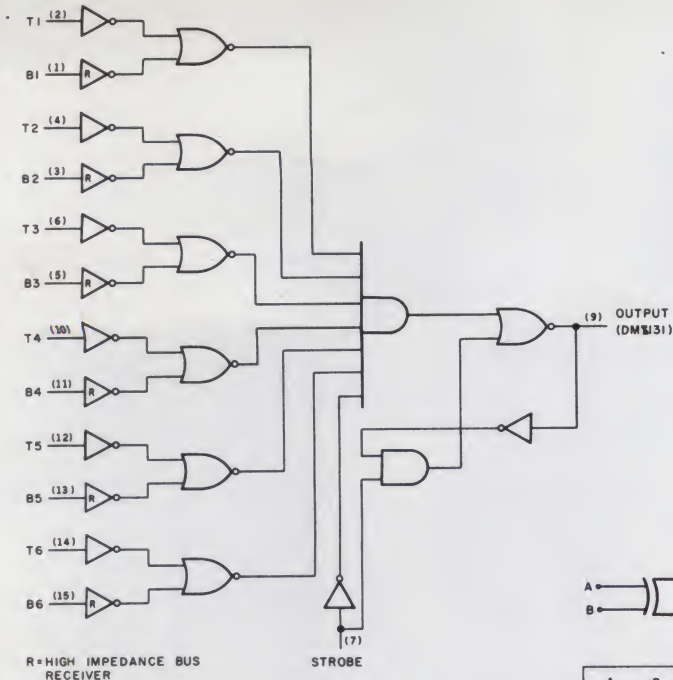 T1 (2)
B1 (1)
R
T2 (4)
B2 (3)
R
T3 (6)
B3 (5)
R
T4 (10)
B4 (11)
R
T5 (12)
B5 (13)
R
T6 (14)
B6 (15)
R
(9) OUTPUT
A
B
(7)
STROBE
R=HIGH IMPEDANCE BUS
RECEIVER